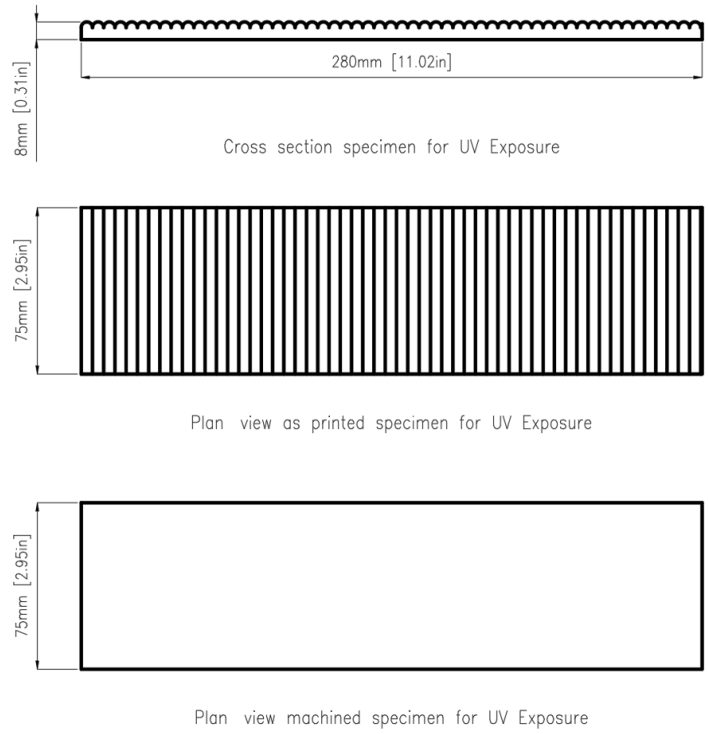 8mm [0.31in]
280mm [11.02in]
Cross section specimen for UV Exposure
75mm [2.95in]
Plan view as printed specimen for UV Exposure
75mm [2.95in]
Plan view machined specimen for UV Exposure